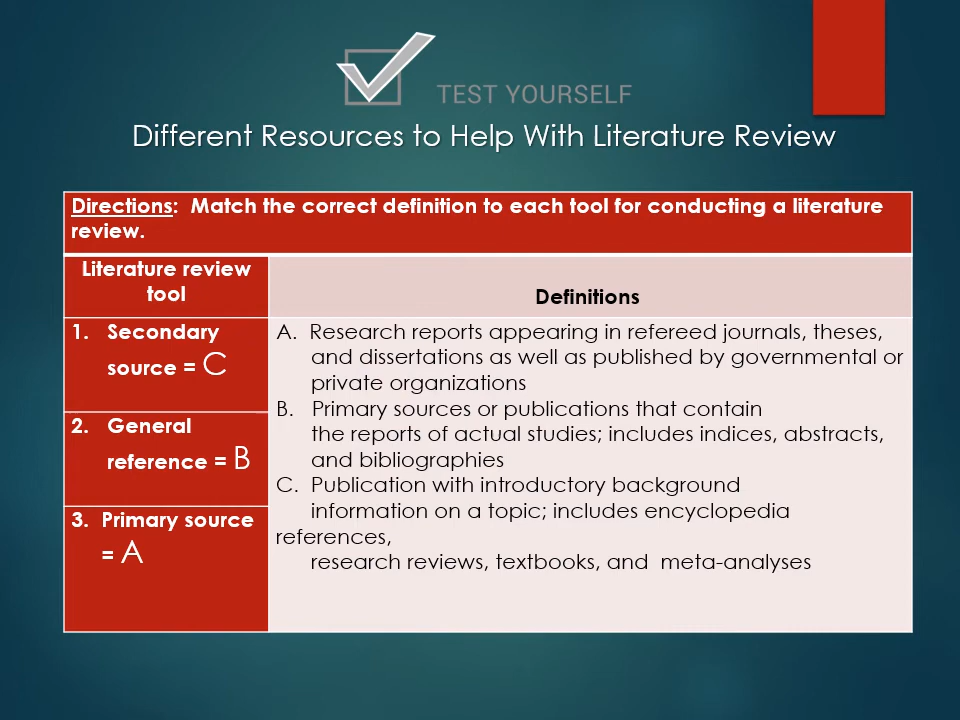 TEST YOURSELF
Different Resources to Help With Literature Review
Directions: Match the correct definition to each tool for conducting a literature
review.
Literature review
tool
Definitions
1. Secondary
source = C
2. General
reference = B
3. Primary source
= A
A. Research reports appearing in refereed journals, theses,
and dissertations as well as published by governmental or
private organizations
B. Primary sources or publications that contain
the reports of actual studies; includes indices, abstracts,
and bibliographies
C. Publication with introductory background
information on a topic; includes encyclopedia
references,
research reviews, textbooks, and meta-analyses